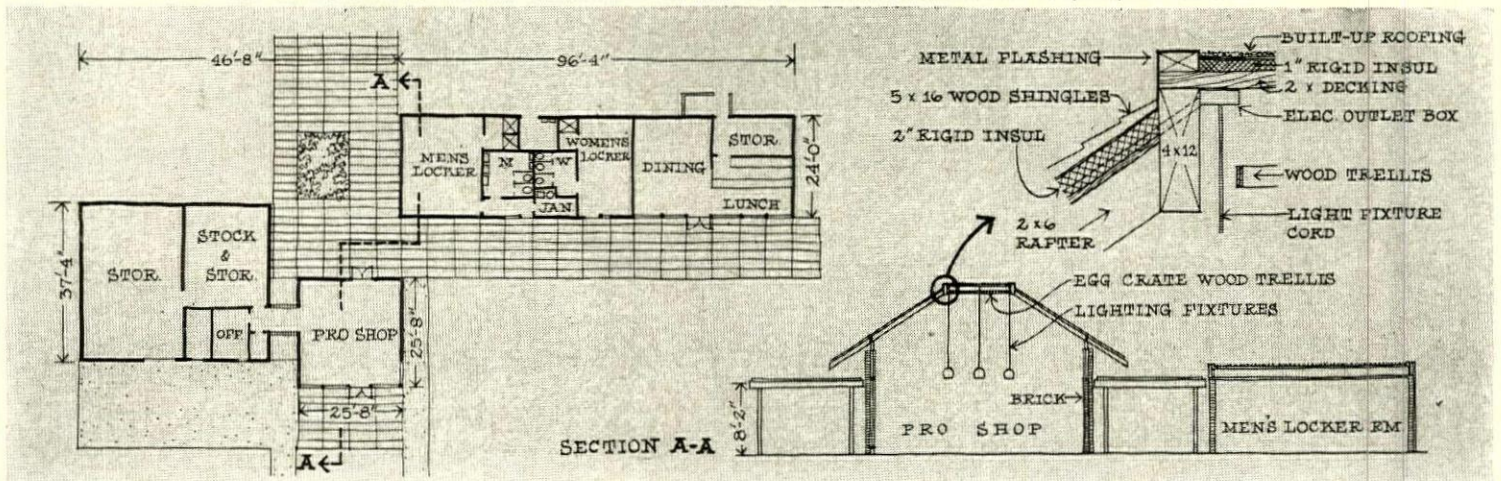 46'-8"
96'-4"
A
MEN'S
LOCKER
M
W
WOMEN'S
LOCKER
JAN
DINING
STOR.
LUNCH
24'-0"
37'-4"
STOR.
STOCK
&
STOR.
OFF.
PRO SHOP
25'-8"
25'-8"
A
SECTION A-A
METAL FLASHING
5 x 16 WOOD SHINGLES
2" RIGID INSUL
4 x 12
2 x 6
RAFTER
BUILT-UP ROOFING
1" RIGID INSUL
2 x DECKING
ELEC OUTLET BOX
WOOD TRELLIS
LIGHT FIXTURE
CORD
EGG CRATE WOOD TRELLIS
LIGHTING FIXTURES
BRICK
8'-2"
PRO SHOP
MEN'S LOCKER RM